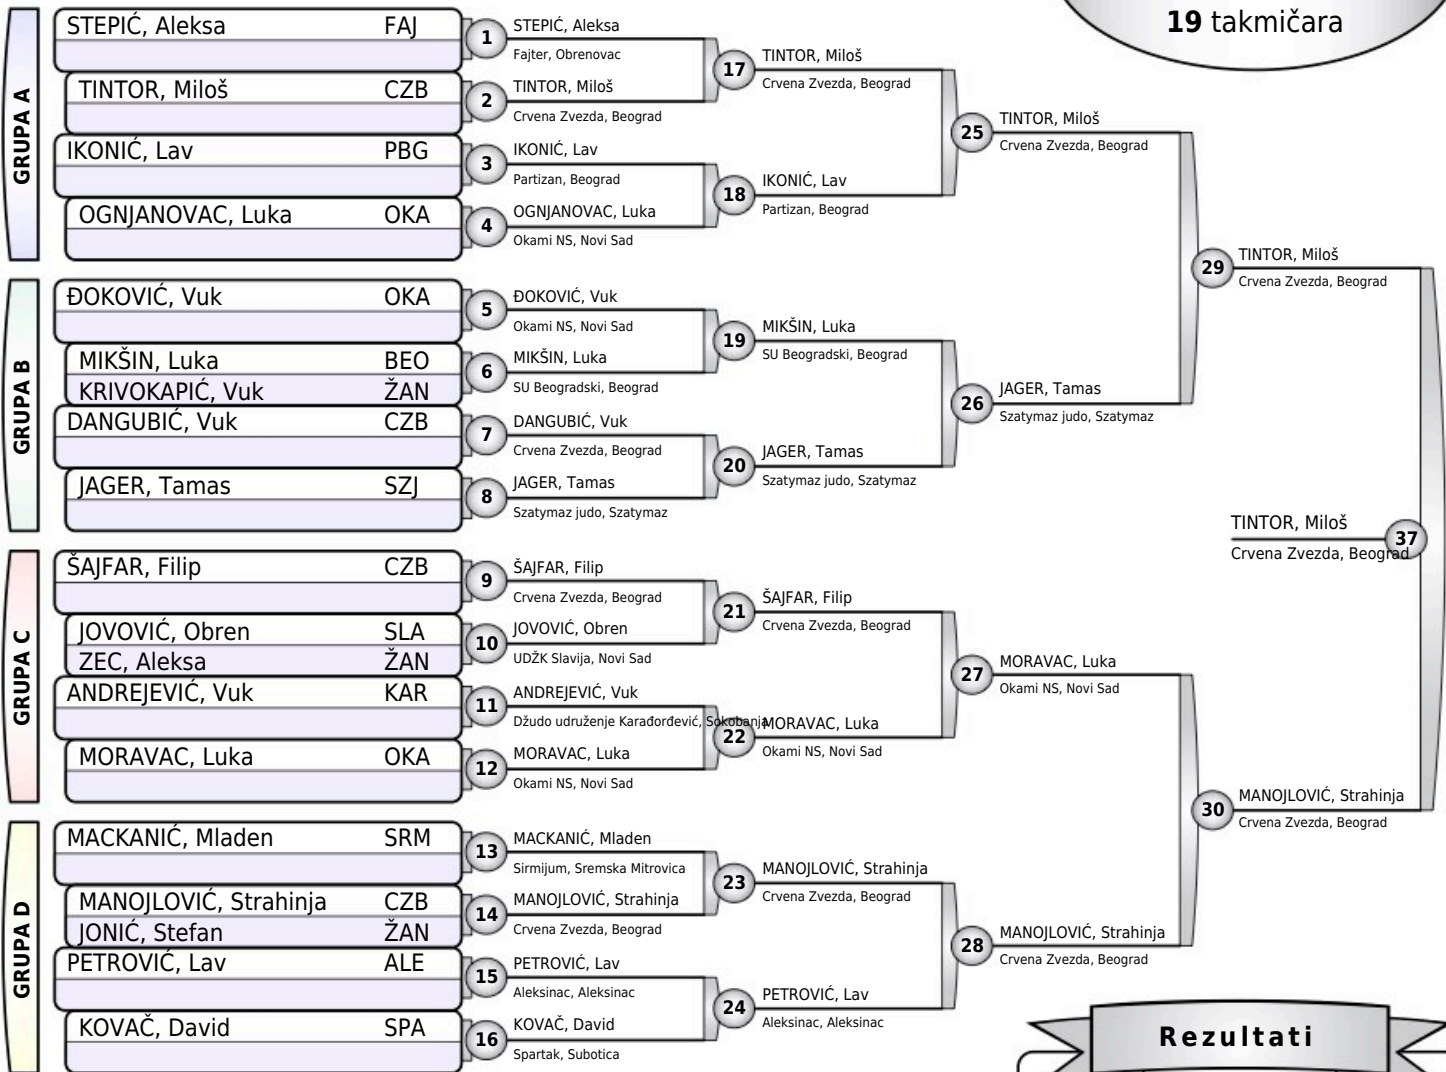 19 takmičara
GRUPA A
STEPIĆ, Aleksa FAJ
TINTOR, Miloš CZB
IKONIĆ, Lav PBG
OGNJANOVAC, Luka OKA
GRUPA B
ĐOKOVIĆ, Vuk OKA
MIKŠIN, Luka BEO
KRIVOKAPIĆ, Vuk ŽAN
DANGUBIĆ, Vuk CZB
JAGER, Tamas SZJ
GRUPA C
ŠAJFAR, Filip CZB
JOVOVIĆ, Obren SLA
ZEC, Aleksa ŽAN
ANDREJEVIĆ, Vuk KAR
MORAVAC, Luka OKA
GRUPA D
MACKANIĆ, Mladen SRM
MANOJLOVIĆ, Strahinja CZB
JONIĆ, Stefan ŽAN
PETROVIĆ, Lav ALE
KOVAČ, David SPA
1 STEPIĆ, Aleksa
Fajter, Obrenovac
2 TINTOR, Miloš
Crvena Zvezda, Beograd
3 IKONIĆ, Lav
Partizan, Beograd
4 OGNJANOVAC, Luka
Okami NS, Novi Sad
5 ĐOKOVIĆ, Vuk
Okami NS, Novi Sad
6 MIKŠIN, Luka
SU Beogradski, Beograd
7 DANGUBIĆ, Vuk
Crvena Zvezda, Beograd
8 JAGER, Tamas
Szatymaz judo, Szatymaz
9 ŠAJFAR, Filip
Crvena Zvezda, Beograd
10 JOVOVIĆ, Obren
UDŽK Slavija, Novi Sad
11 ANDREJEVIĆ, Vuk
Džudo udruženje Karađorđević, Sokobanja
12 MORAVAC, Luka
Okami NS, Novi Sad
13 MACKANIĆ, Mladen
Sirmijum, Sremska Mitrovica
14 MANOJLOVIĆ, Strahinja
Crvena Zvezda, Beograd
15 PETROVIĆ, Lav
Aleksinac, Aleksinac
16 KOVAČ, David
Spartak, Subotica
17 TINTOR, Miloš
Crvena Zvezda, Beograd
18 IKONIĆ, Lav
Partizan, Beograd
19 MIKŠIN, Luka
SU Beogradski, Beograd
20 JAGER, Tamas
Szatymaz judo, Szatymaz
21 ŠAJFAR, Filip
Crvena Zvezda, Beograd
22 MORAVAC, Luka
Okami NS, Novi Sad
23 MANOJLOVIĆ, Strahinja
Crvena Zvezda, Beograd
24 PETROVIĆ, Lav
Aleksinac, Aleksinac
25 TINTOR, Miloš
Crvena Zvezda, Beograd
26 JAGER, Tamas
Szatymaz judo, Szatymaz
27 MORAVAC, Luka
Okami NS, Novi Sad
28 MANOJLOVIĆ, Strahinja
Crvena Zvezda, Beograd
29 TINTOR, Miloš
Crvena Zvezda, Beograd
30 MANOJLOVIĆ, Strahinja
Crvena Zvezda, Beograd
TINTOR, Miloš 37
Crvena Zvezda, Beograd
Rezultati